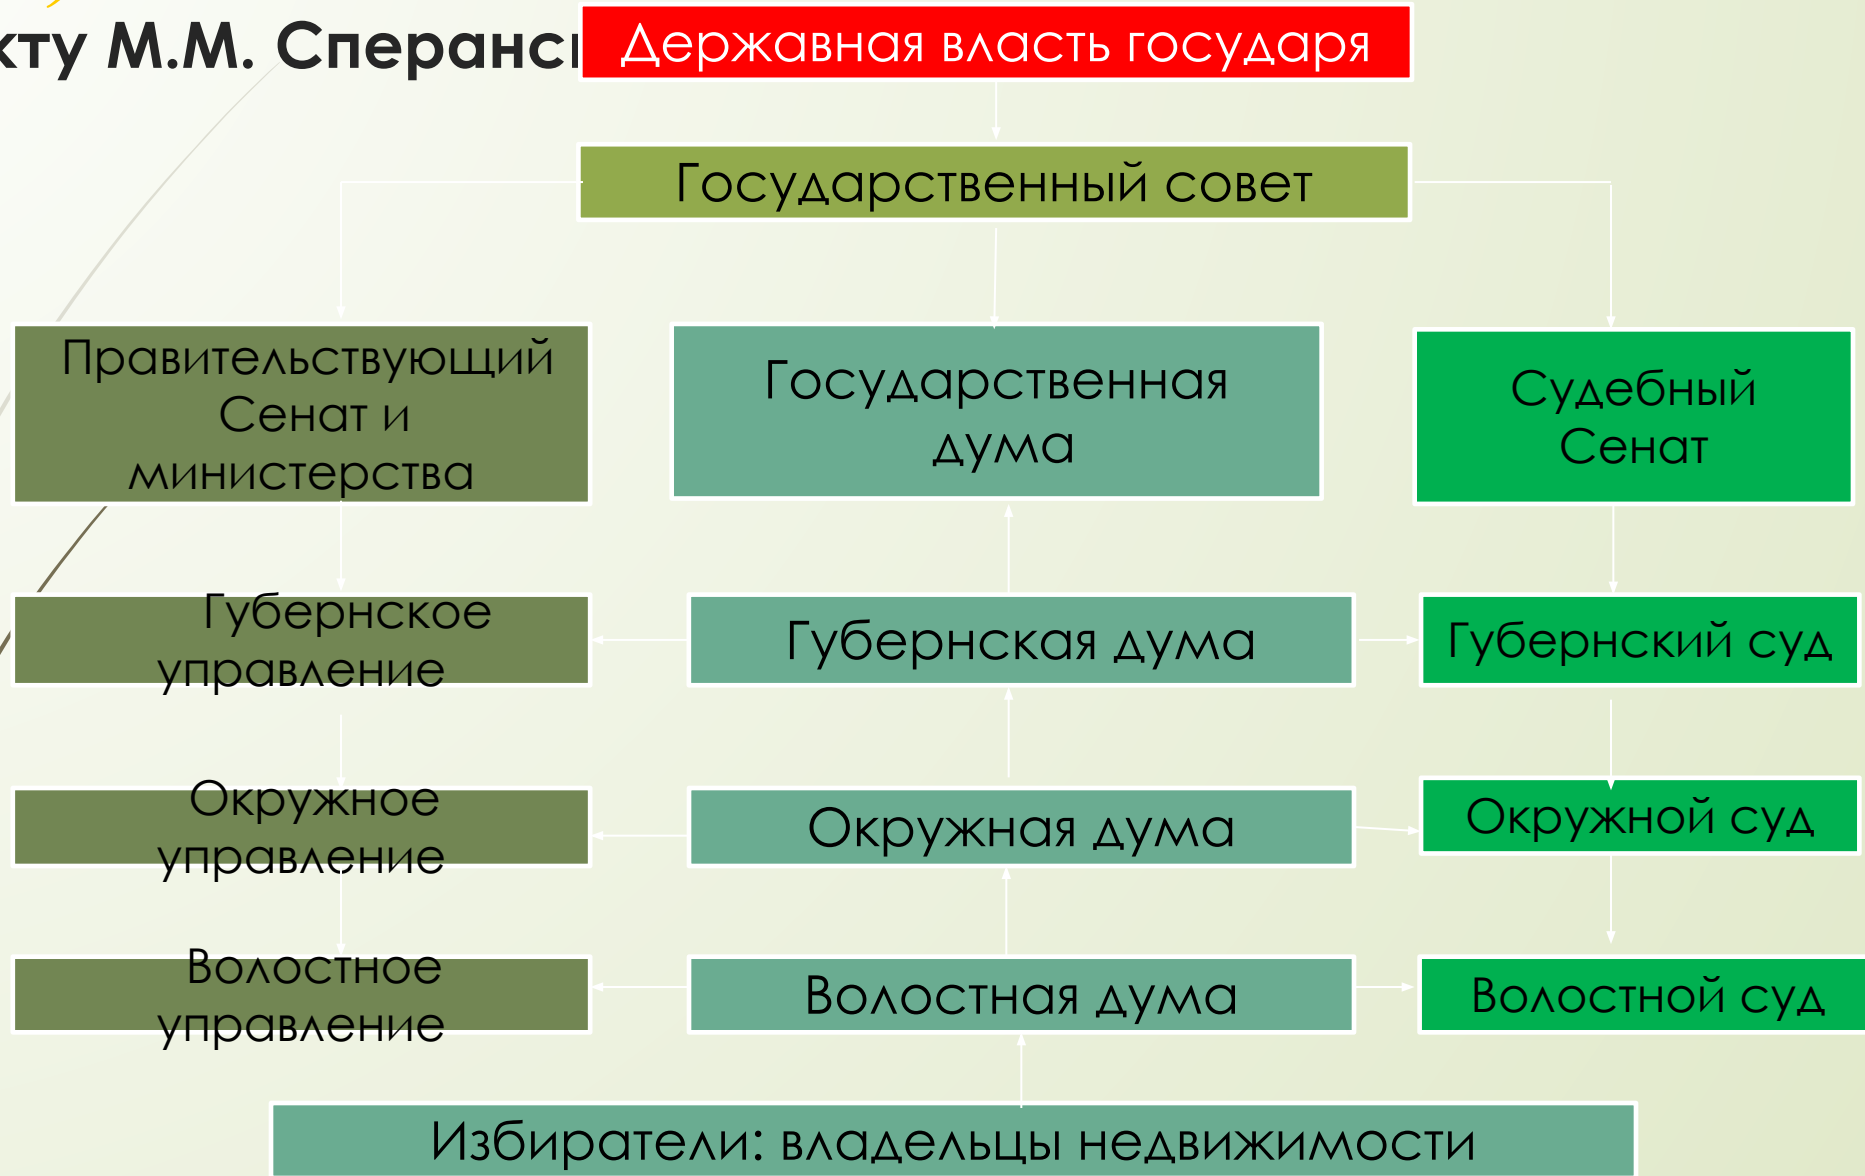 кту М.М. Сперанс
Державная власть государя
Государственный совет
Правительствующий
Сенат и
министерства
Государственная
дума
Судебный
Сенат
Губернское
управление
Губернская дума
Губернский суд
Окружное
управление
Окружная дума
Окружной суд
Волостное
управление
Волостная дума
Волостной суд
Избиратели: владельцы недвижимости